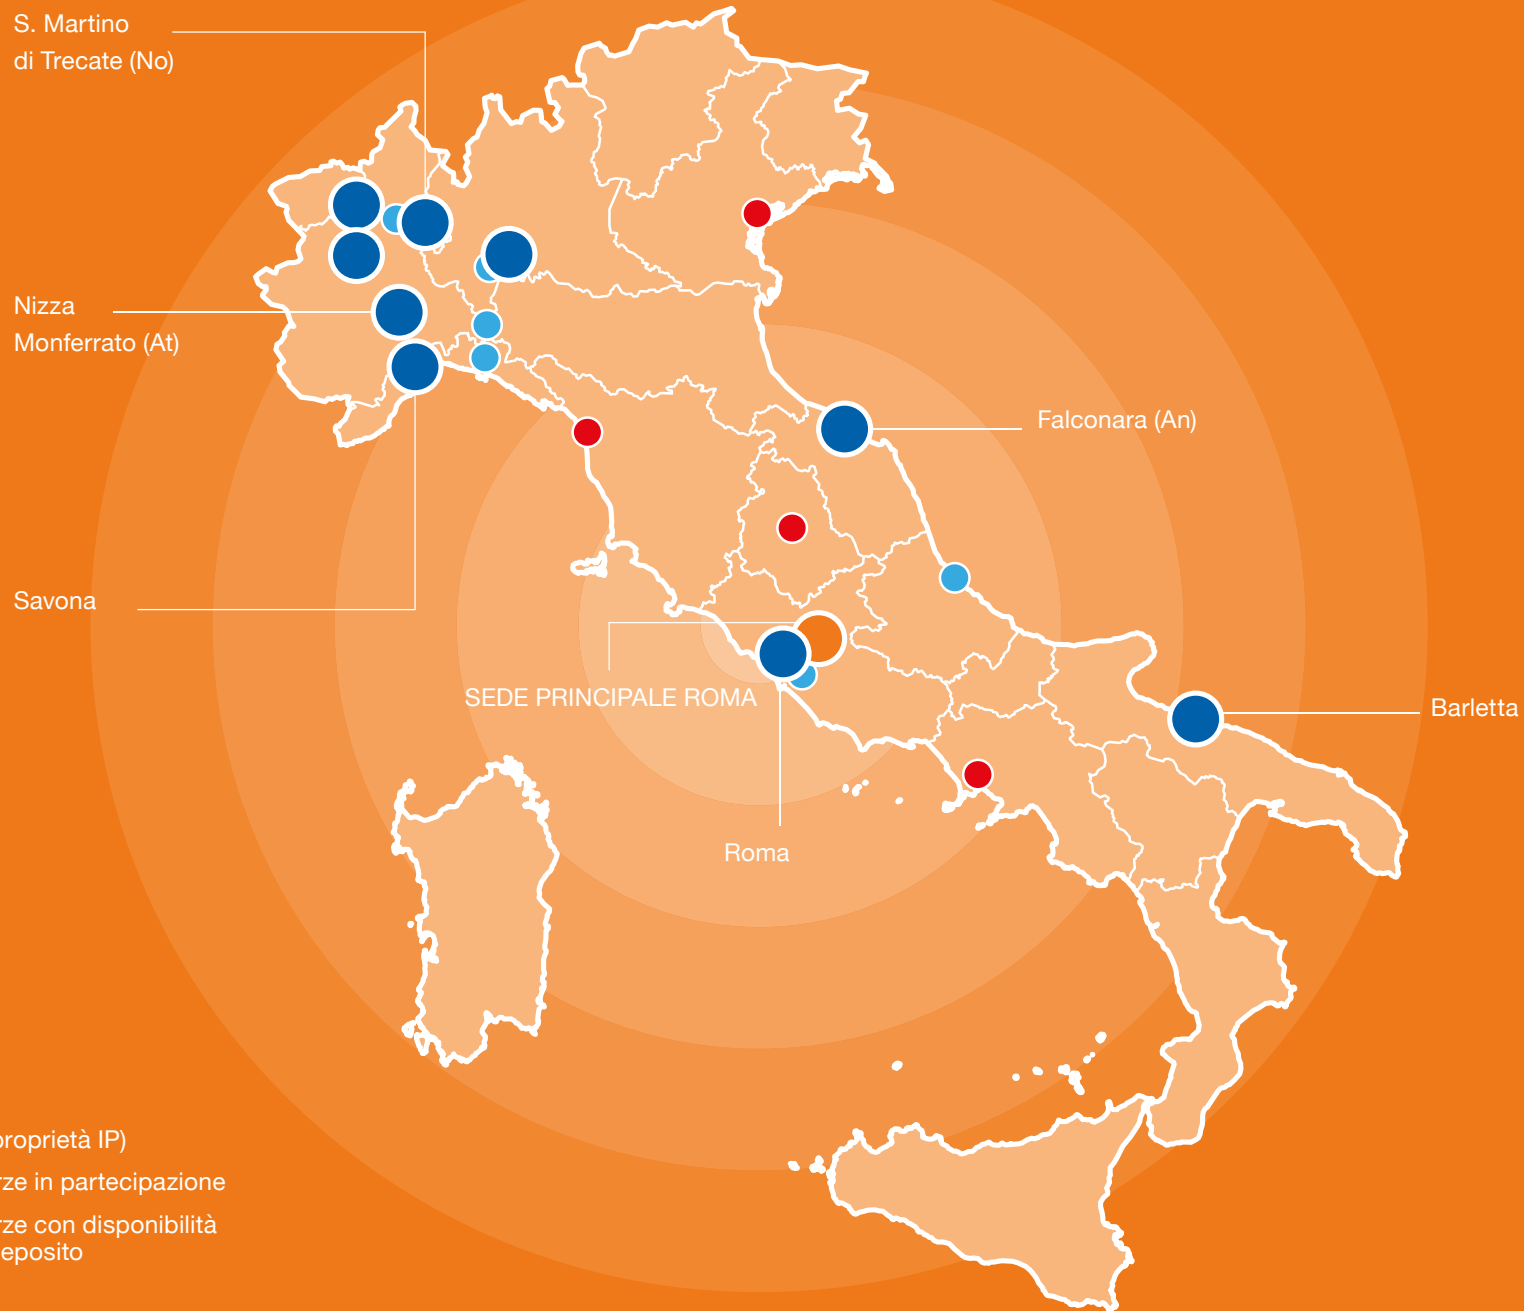 S. Martino
di Trecate (No)
Nizza
Monferrato (At)
Falconara (An)
Savona
SEDE PRINCIPALE ROMA
Barletta
Roma
proprietà IP)
rze in partecipazione
rze con disponibilità
eposito